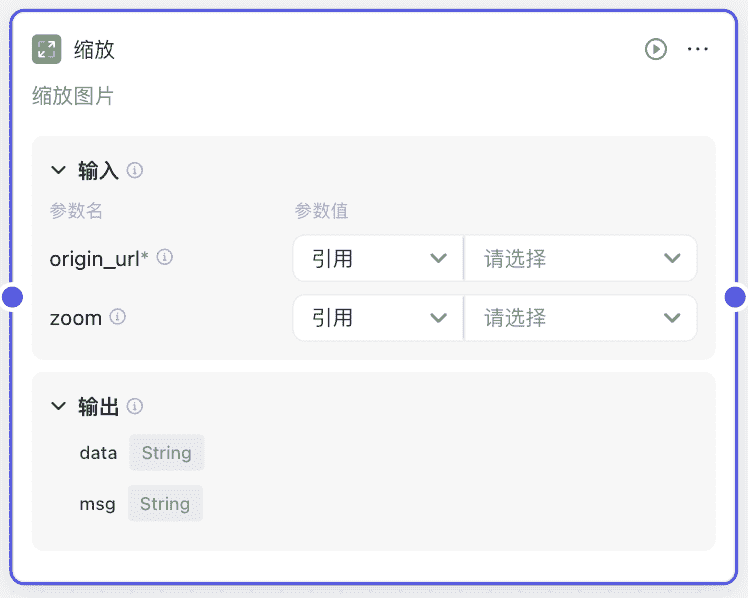 缩放
缩放图片
输入
参数名 参数值
origin_url* 引用 请选择
zoom 引用 请选择
输出
data String
msg String